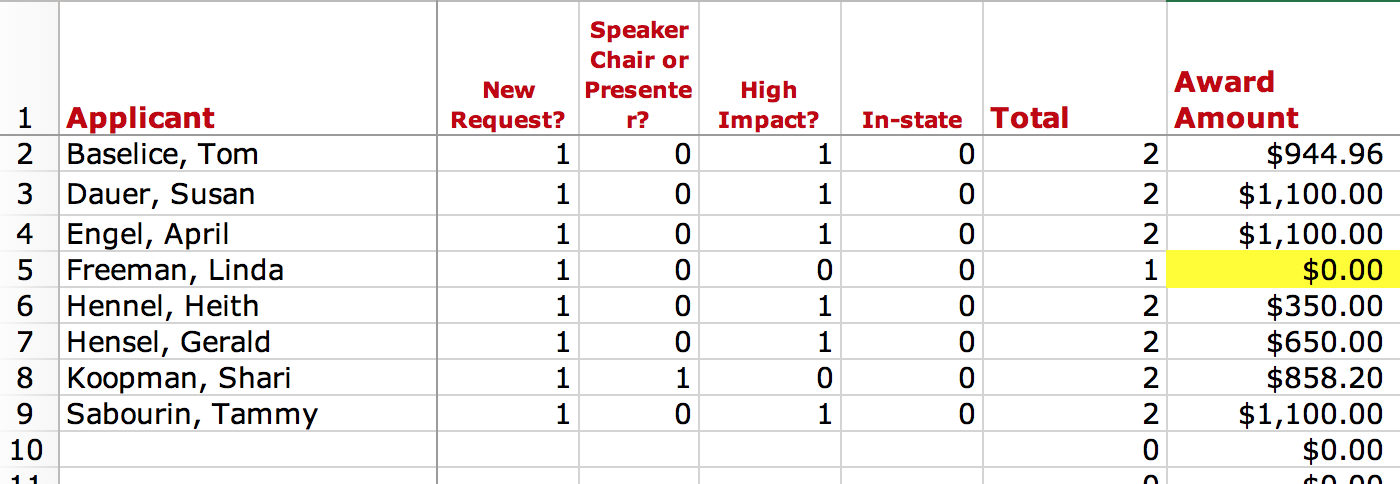 1 Applicant New Request? Speaker Chair or Presente r? High Impact? In-state Total Award Amount
2 Baselice, Tom 1 0 1 0 2 $944.96
3 Dauer, Susan 1 0 1 0 2 $1,100.00
4 Engel, April 1 0 1 0 2 $1,100.00
5 Freeman, Linda 1 0 0 0 1 $0.00
6 Hennel, Heith 1 0 1 0 2 $350.00
7 Hensel, Gerald 1 0 1 0 2 $650.00
8 Koopman, Shari 1 1 0 0 2 $858.20
9 Sabourin, Tammy 1 0 1 0 2 $1,100.00
10 0 $0.00
11 0 $0.00